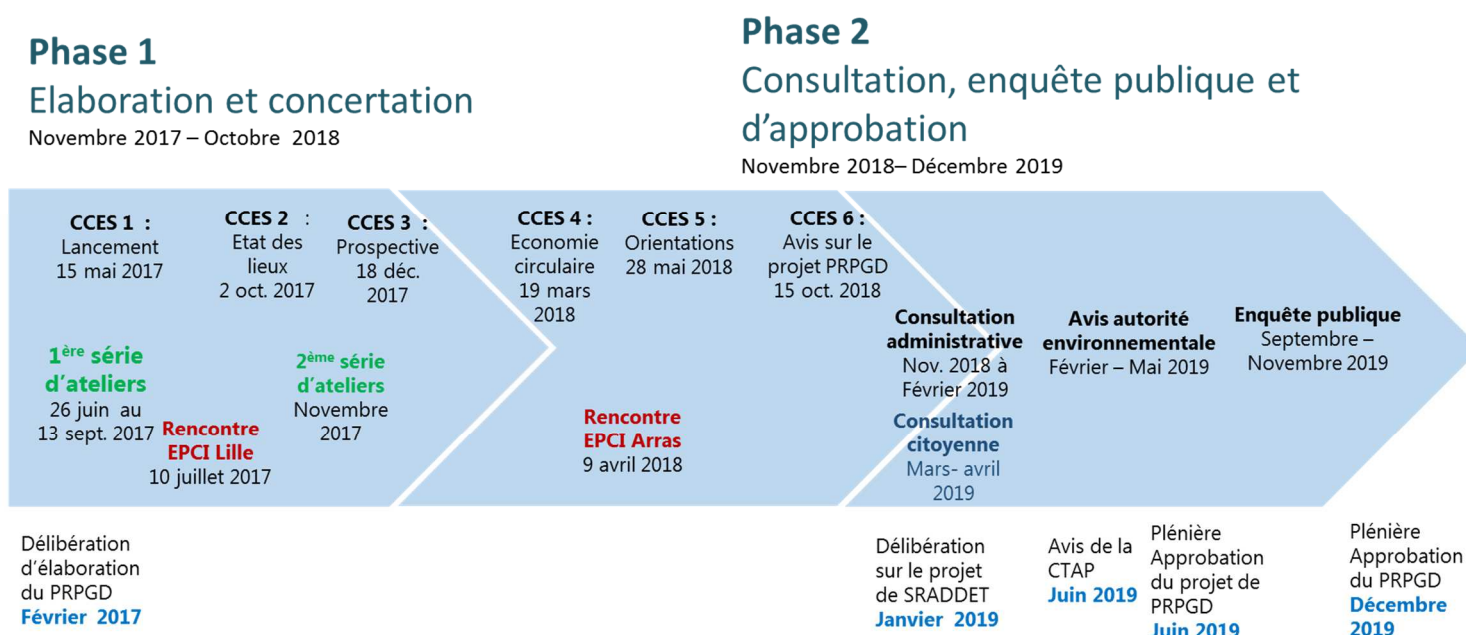 Phase 1
Elaboration et concertation
Novembre 2017 – Octobre 2018
Phase 2
Consultation, enquête publique et
d'approbation
Novembre 2018– Décembre 2019
CCES 1 :
Lancement
15 mai 2017
CCES 2 :
Etat des
lieux
2 oct. 2017
CCES 3 :
Prospective
18 déc.
2017
CCES 4 :
Economie
circulaire
19 mars
2018
CCES 5 :
Orientations
28 mai 2018
CCES 6 :
Avis sur le
projet PRPGD
15 oct. 2018
1ère série
d'ateliers
26 juin au
13 sept. 2017
Rencontre
EPCI Lille
10 juillet 2017
2ème série
d'ateliers
Novembre
2017
Rencontre
EPCI Arras
9 avril 2018
Consultation
administrative
Nov. 2018 à
Février 2019
Consultation
citoyenne
Mars- avril
2019
Avis autorité
environnementale
Février – Mai 2019
Enquête publique
Septembre –
Novembre 2019
Délibération
d'élaboration
du PRPGD
Février 2017
Délibération
sur le projet
de SRADDET
Janvier 2019
Avis de la
CTAP
Juin 2019
Plénière
Approbation
du projet de
PRPGD
Juin 2019
Plénière
Approbation
du PRPGD
Décembre
2019